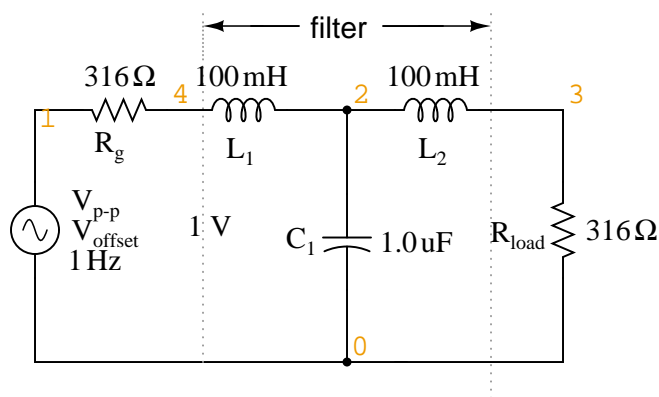 filter
316Ω
4
100mH
2
100mH
3
1
Rg
L1
L2
Vp-p
Voffset
1Hz
1 V
C1
1.0uF
Rload
316Ω
0